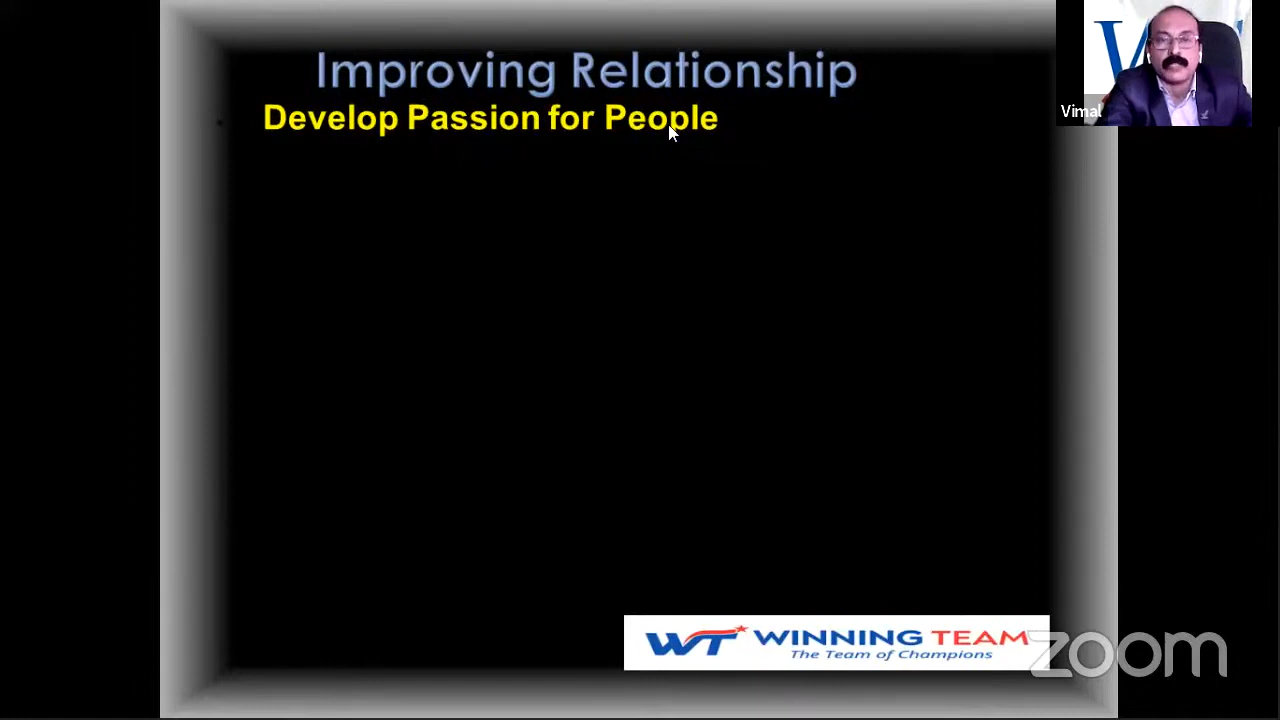 Improving Relationship
Develop Passion for People
Vimal
WT WINNING TEAM
The Team of Champions
zoom